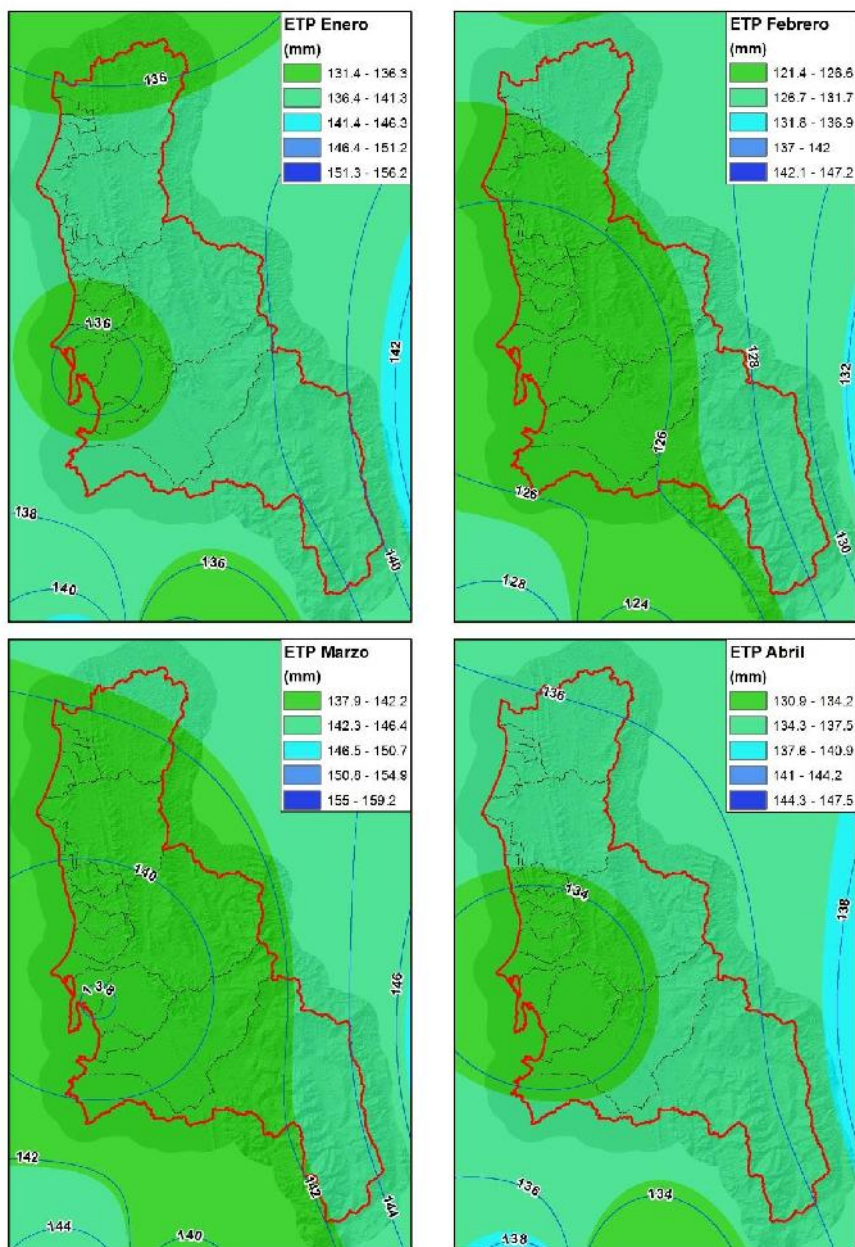 ETP Enero
(mm)
131.4 - 136.3
136.4 - 141.3
141.4 - 146.3
146.4 - 151.2
151.3 - 156.2
136
136
142
138
136
140
140
ETP Febrero
(mm)
121.4 - 126.6
126.7 - 131.7
131.8 - 136.9
137 - 142
142.1 - 147.2
128
132
126
126
130
128
124
ETP Marzo
(mm)
137.9 - 142.2
142.3 - 146.4
146.5 - 150.7
150.8 - 154.9
155 - 159.2
140
146
138
142
142
144
144
140
ETP Abril
(mm)
130.9 - 134.2
134.3 - 137.5
137.6 - 140.9
141 - 144.2
144.3 - 147.5
136
134
138
136
134
138